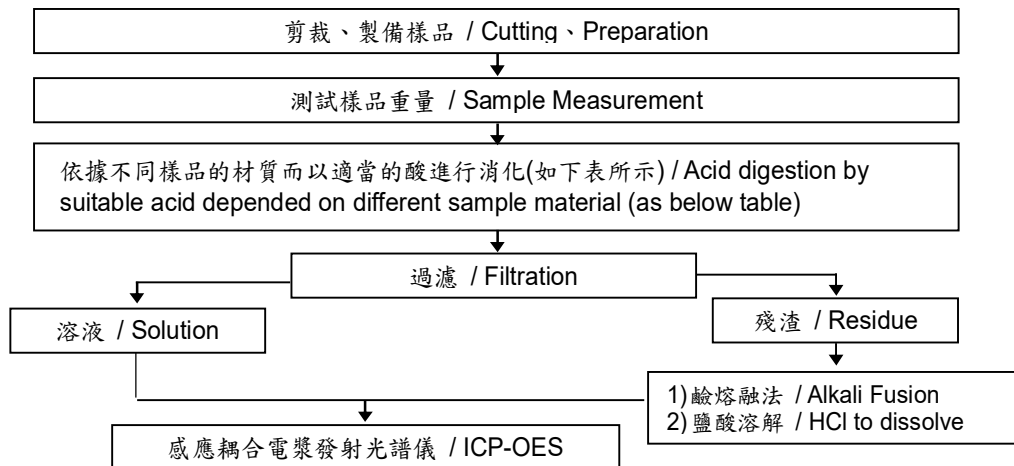 剪裁、製備樣品 / Cutting、Preparation
測試樣品重量 / Sample Measurement
依據不同樣品的材質而以適當的酸進行消化(如下表所示) / Acid digestion by
suitable acid depended on different sample material (as below table)
過濾 / Filtration
溶液 / Solution
殘渣 / Residue
1)鹼熔融法 / Alkali Fusion
2)鹽酸溶解 / HCl to dissolve
感應耦合電漿發射光譜儀 / ICP-OES